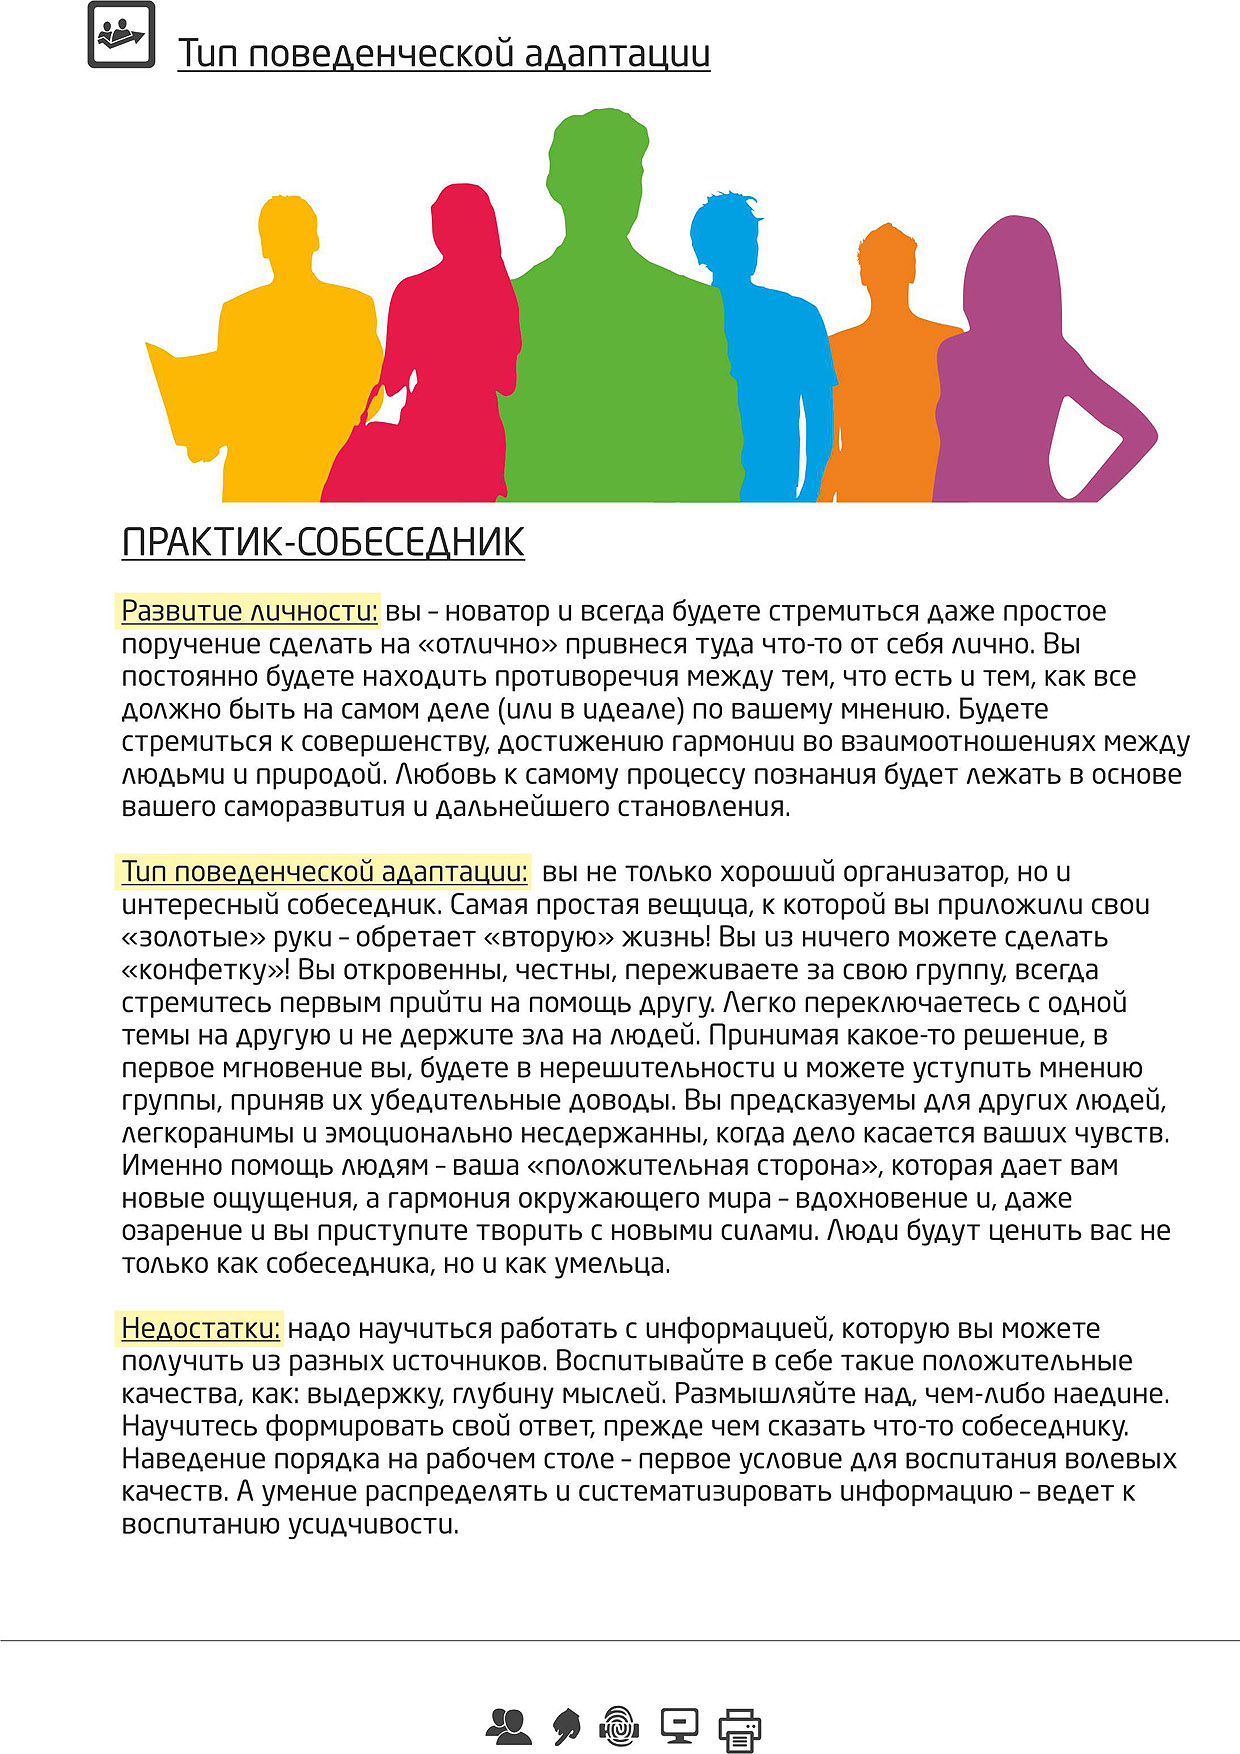 Тип поведенческой адаптации
ПРАКТИК-СОБЕСЕДНИК
Развитие личности: вы – новатор и всегда будете стремиться даже простое
поручение сделать на «отлично» привнеся туда что-то от себя лично. Вы
постоянно будете находить противоречия между тем, что есть и тем, как все
должно быть на самом деле (или в идеале) по вашему мнению. Будете
стремиться к совершенству, достижению гармонии во взаимоотношениях между
людьми и природой. Любовь к самому процессу познания будет лежать в основе
вашего саморазвития и дальнейшего становления.
Тип поведенческой адаптации: вы не только хороший организатор, но и
интересный собеседник. Самая простая вещица, к которой вы приложили свои
«золотые» руки – обретает «вторую» жизнь! Вы из ничего можете сделать
«конфетку»! Вы откровенны, честны, переживаете за свою группу, всегда
стремитесь первым прийти на помощь другу. Легко переключаетесь с одной
темы на другую и не держите зла на людей. Принимая какое-то решение, в
первое мгновение вы, будете в нерешительности и можете уступить мнению
группы, приняв их убедительные доводы. Вы предсказуемы для других людей,
легкоранимы и эмоционально несдержанны, когда дело касается ваших чувств.
Именно помощь людям – ваша «положительная сторона», которая дает вам
новые ощущения, а гармония окружающего мира – вдохновение и, даже
озарение и вы приступите творить с новыми силами. Люди будут ценить вас не
только как собеседника, но и как умельца.
Недостатки: надо научиться работать с информацией, которую вы можете
получить из разных источников. Воспитывайте в себе такие положительные
качества, как: выдержку, глубину мыслей. Размышляйте над, чем-либо наедине.
Научитесь формировать свой ответ, прежде чем сказать что-то собеседнику.
Наведение порядка на рабочем столе – первое условие для воспитания волевых
качеств. А умение распределять и систематизировать информацию – ведет к
воспитанию усидчивости.